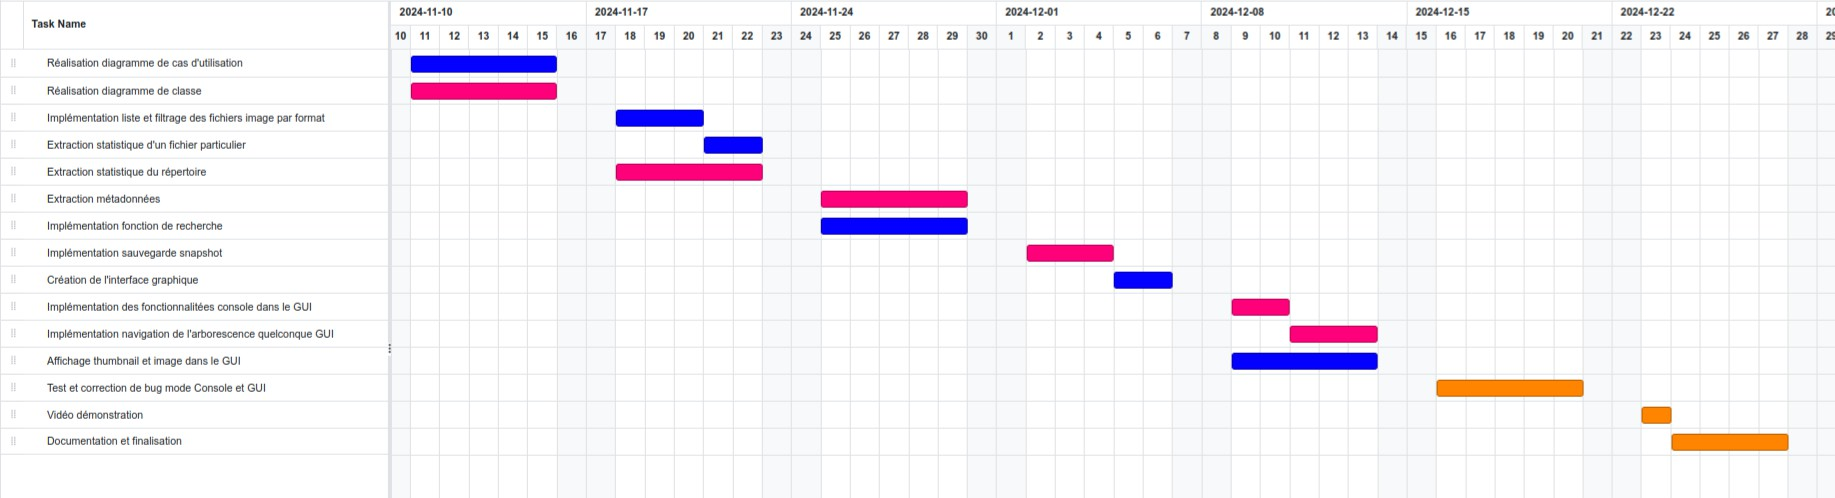 Task Name
2024-11-10 2024-11-17 2024-11-24 2024-12-01 2024-12-08 2024-12-15 2024-12-22
10 11 12 13 14 15 16 17 18 19 20 21 22 23 24 25 26 27 28 29 30 1 2 3 4 5 6 7 8 9 10 11 12 13 14 15 16 17 18 19 20 21 22 23 24 25 26 27 28
Réalisation diagramme de cas d'utilisation
Réalisation diagramme de classe
Implémentation liste et filtrage des fichiers image par format
Extraction statistique d'un fichier particulier
Extraction statistique du répertoire
Extraction métadonnées
Implémentation fonction de recherche
Implémentation sauvegarde snapshot
Création de l'interface graphique
Implémentation des fonctionnalitées console dans le GUI
Implémentation navigation de l'arborescence quelconque GUI
Affichage thumbnail et image dans le GUI
Test et correction de bug mode Console et GUI
Vidéo démonstration
Documentation et finalisation